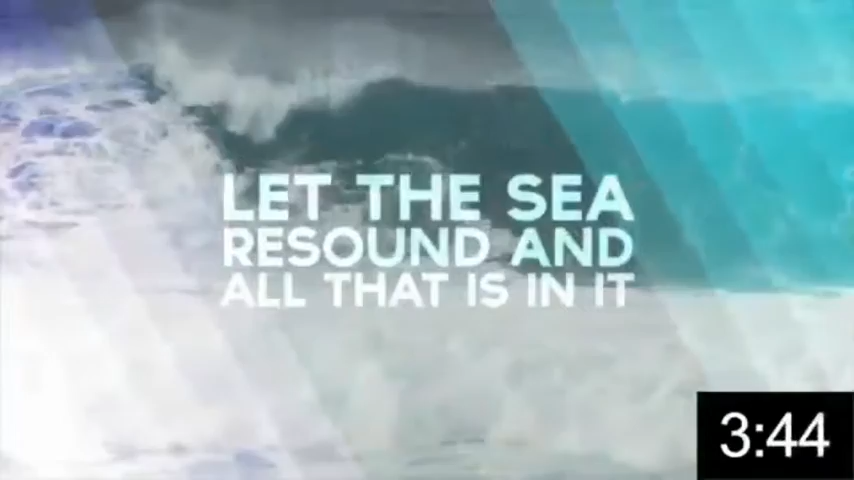 LET THE SEA
RESOUND AND
ALL THAT IS IN IT
3:44